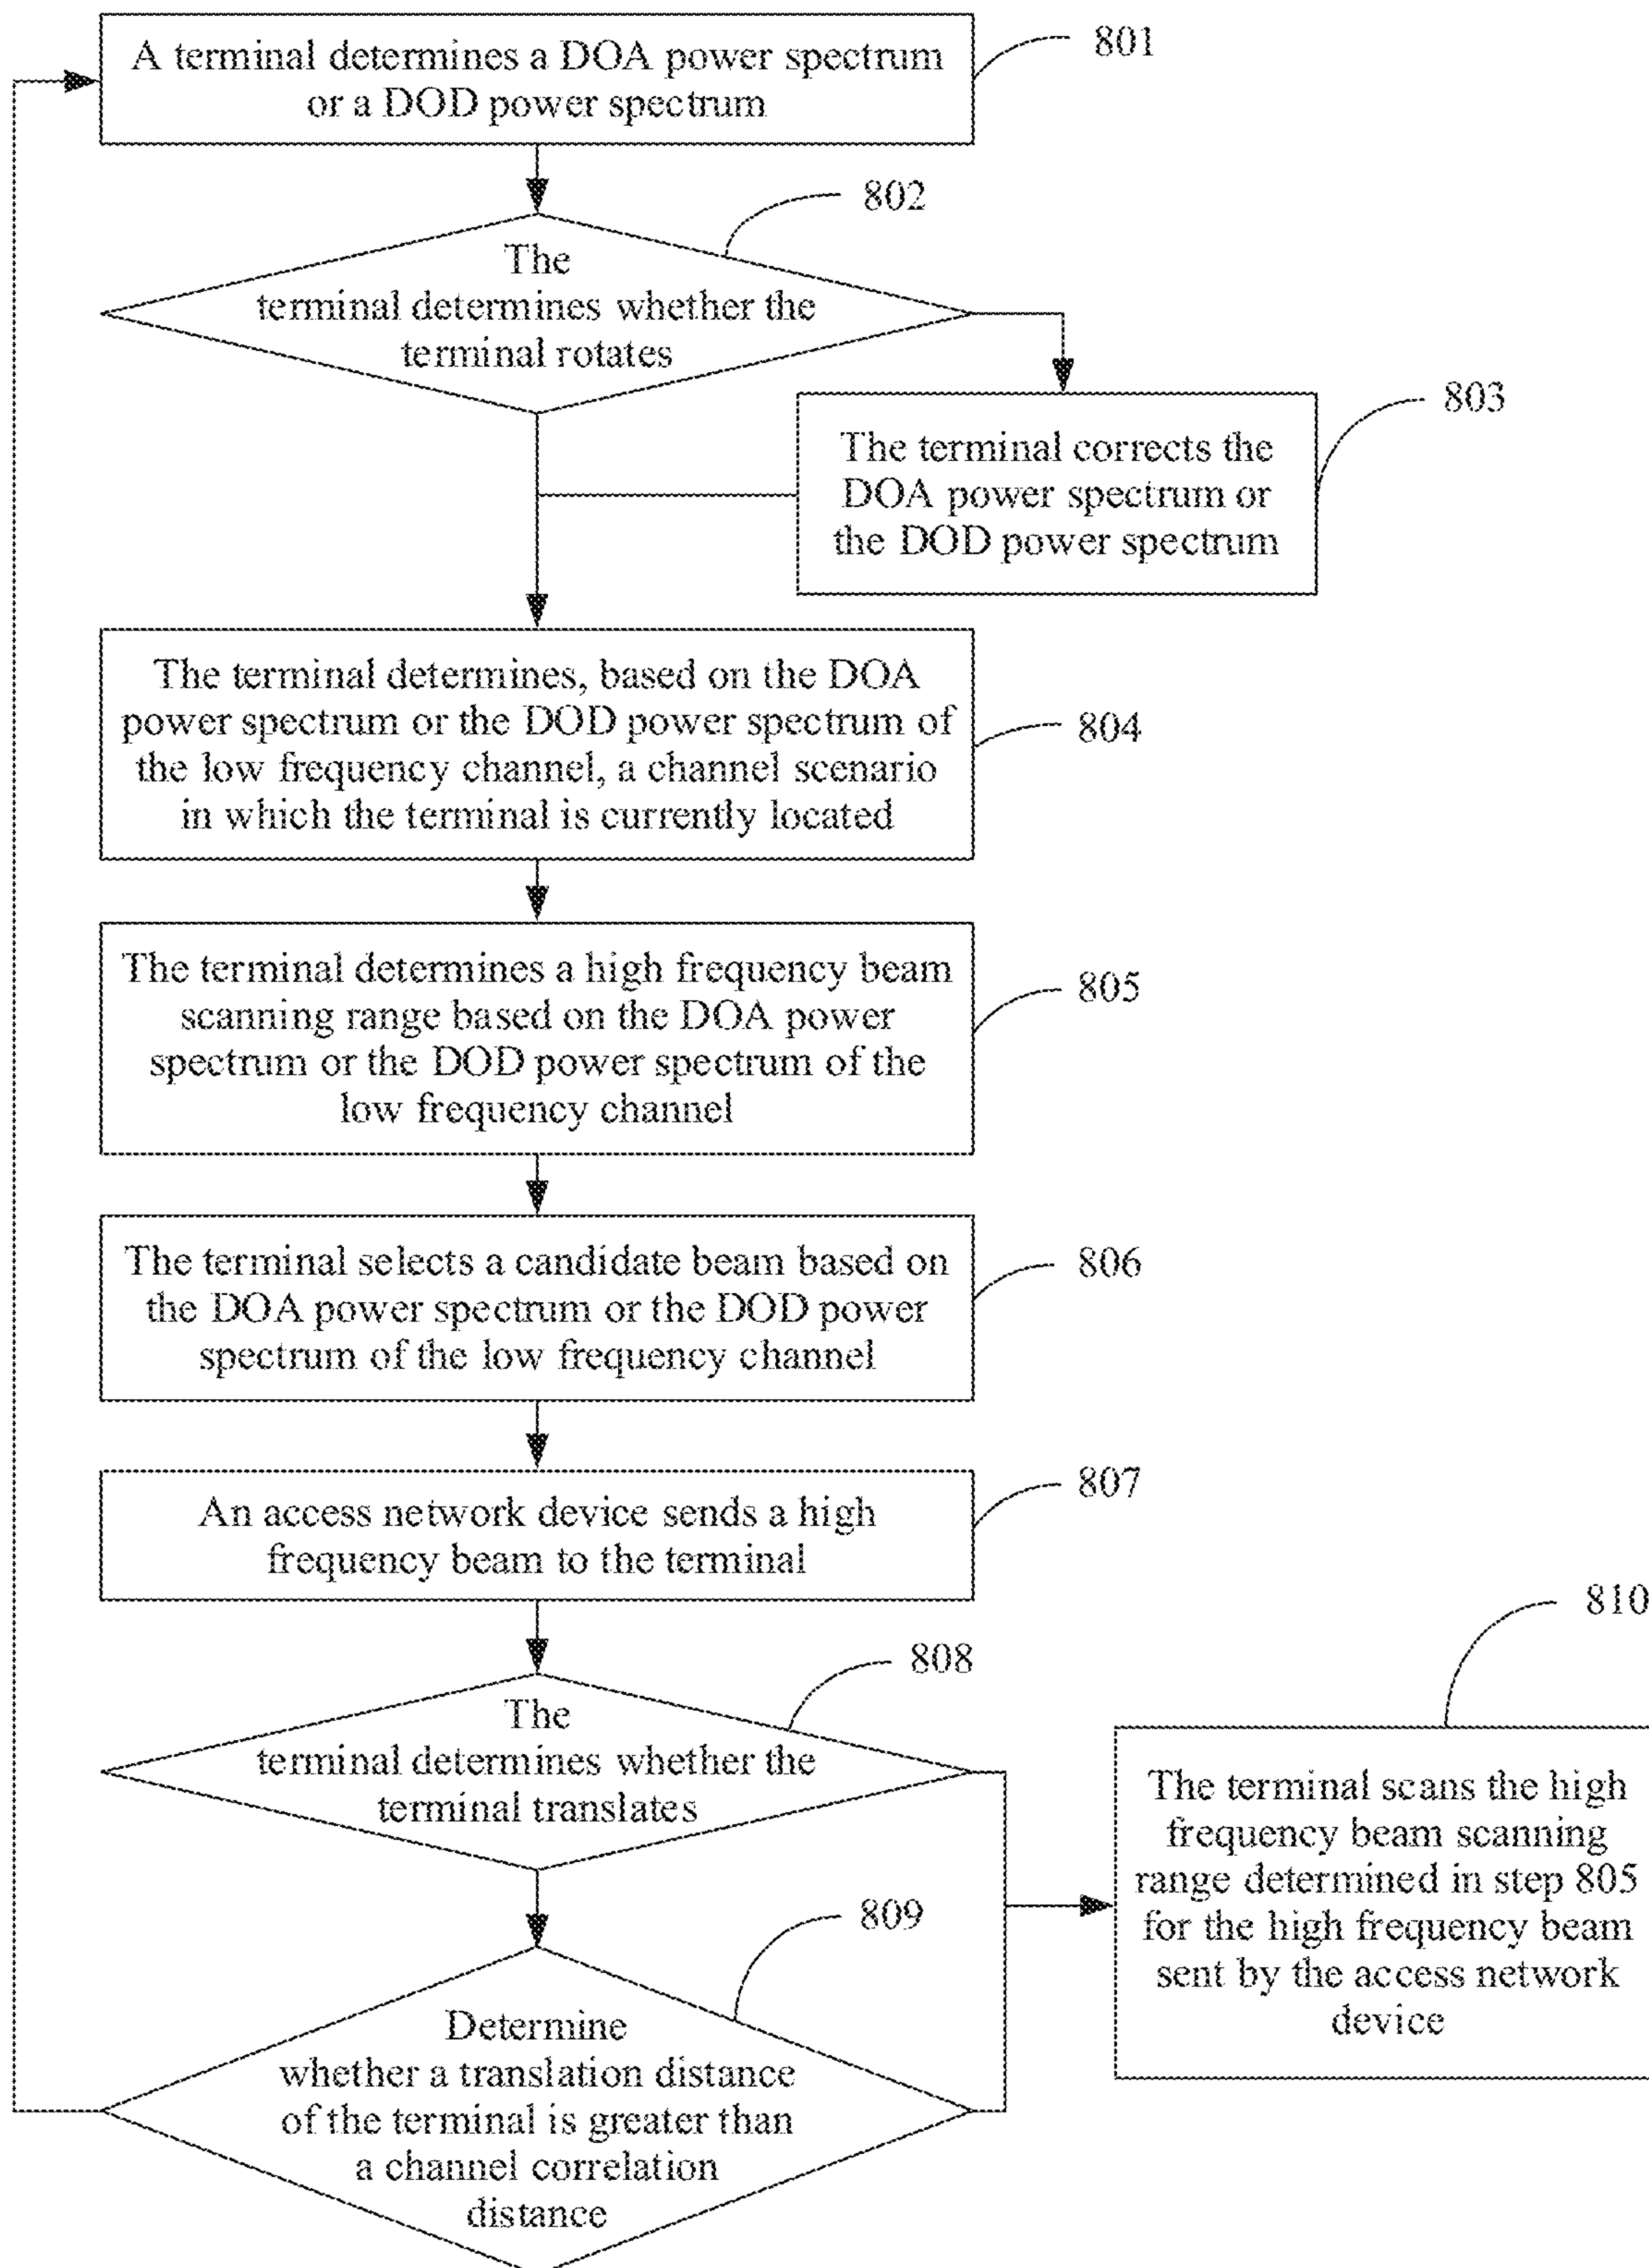 A terminal determines a DOA power spectrum
or a DOD power spectrum
801
802
The
terminal determines whether the
terminal rotates
803
The terminal corrects the
DOA power spectrum or
the DOD power spectrum
The terminal determines, based on the DOA
power spectrum or the DOD power spectrum of
the low frequency channel, a channel scenario
in which the terminal is currently located
804
The terminal determines a high frequency beam
scanning range based on the DOA power
spectrum or the DOD power spectrum of the
low frequency channel
805
The terminal selects a candidate beam based on
the DOA power spectrum or the DOD power
spectrum of the low frequency channel
806
An access network device sends a high
frequency beam to the terminal
807
808
The
terminal determines whether the
terminal translates
810
The terminal scans the high
frequency beam scanning
range determined in step 805
for the high frequency beam
sent by the access network
device
809
Determine
whether a translation distance
of the terminal is greater than
a channel correlation
distance